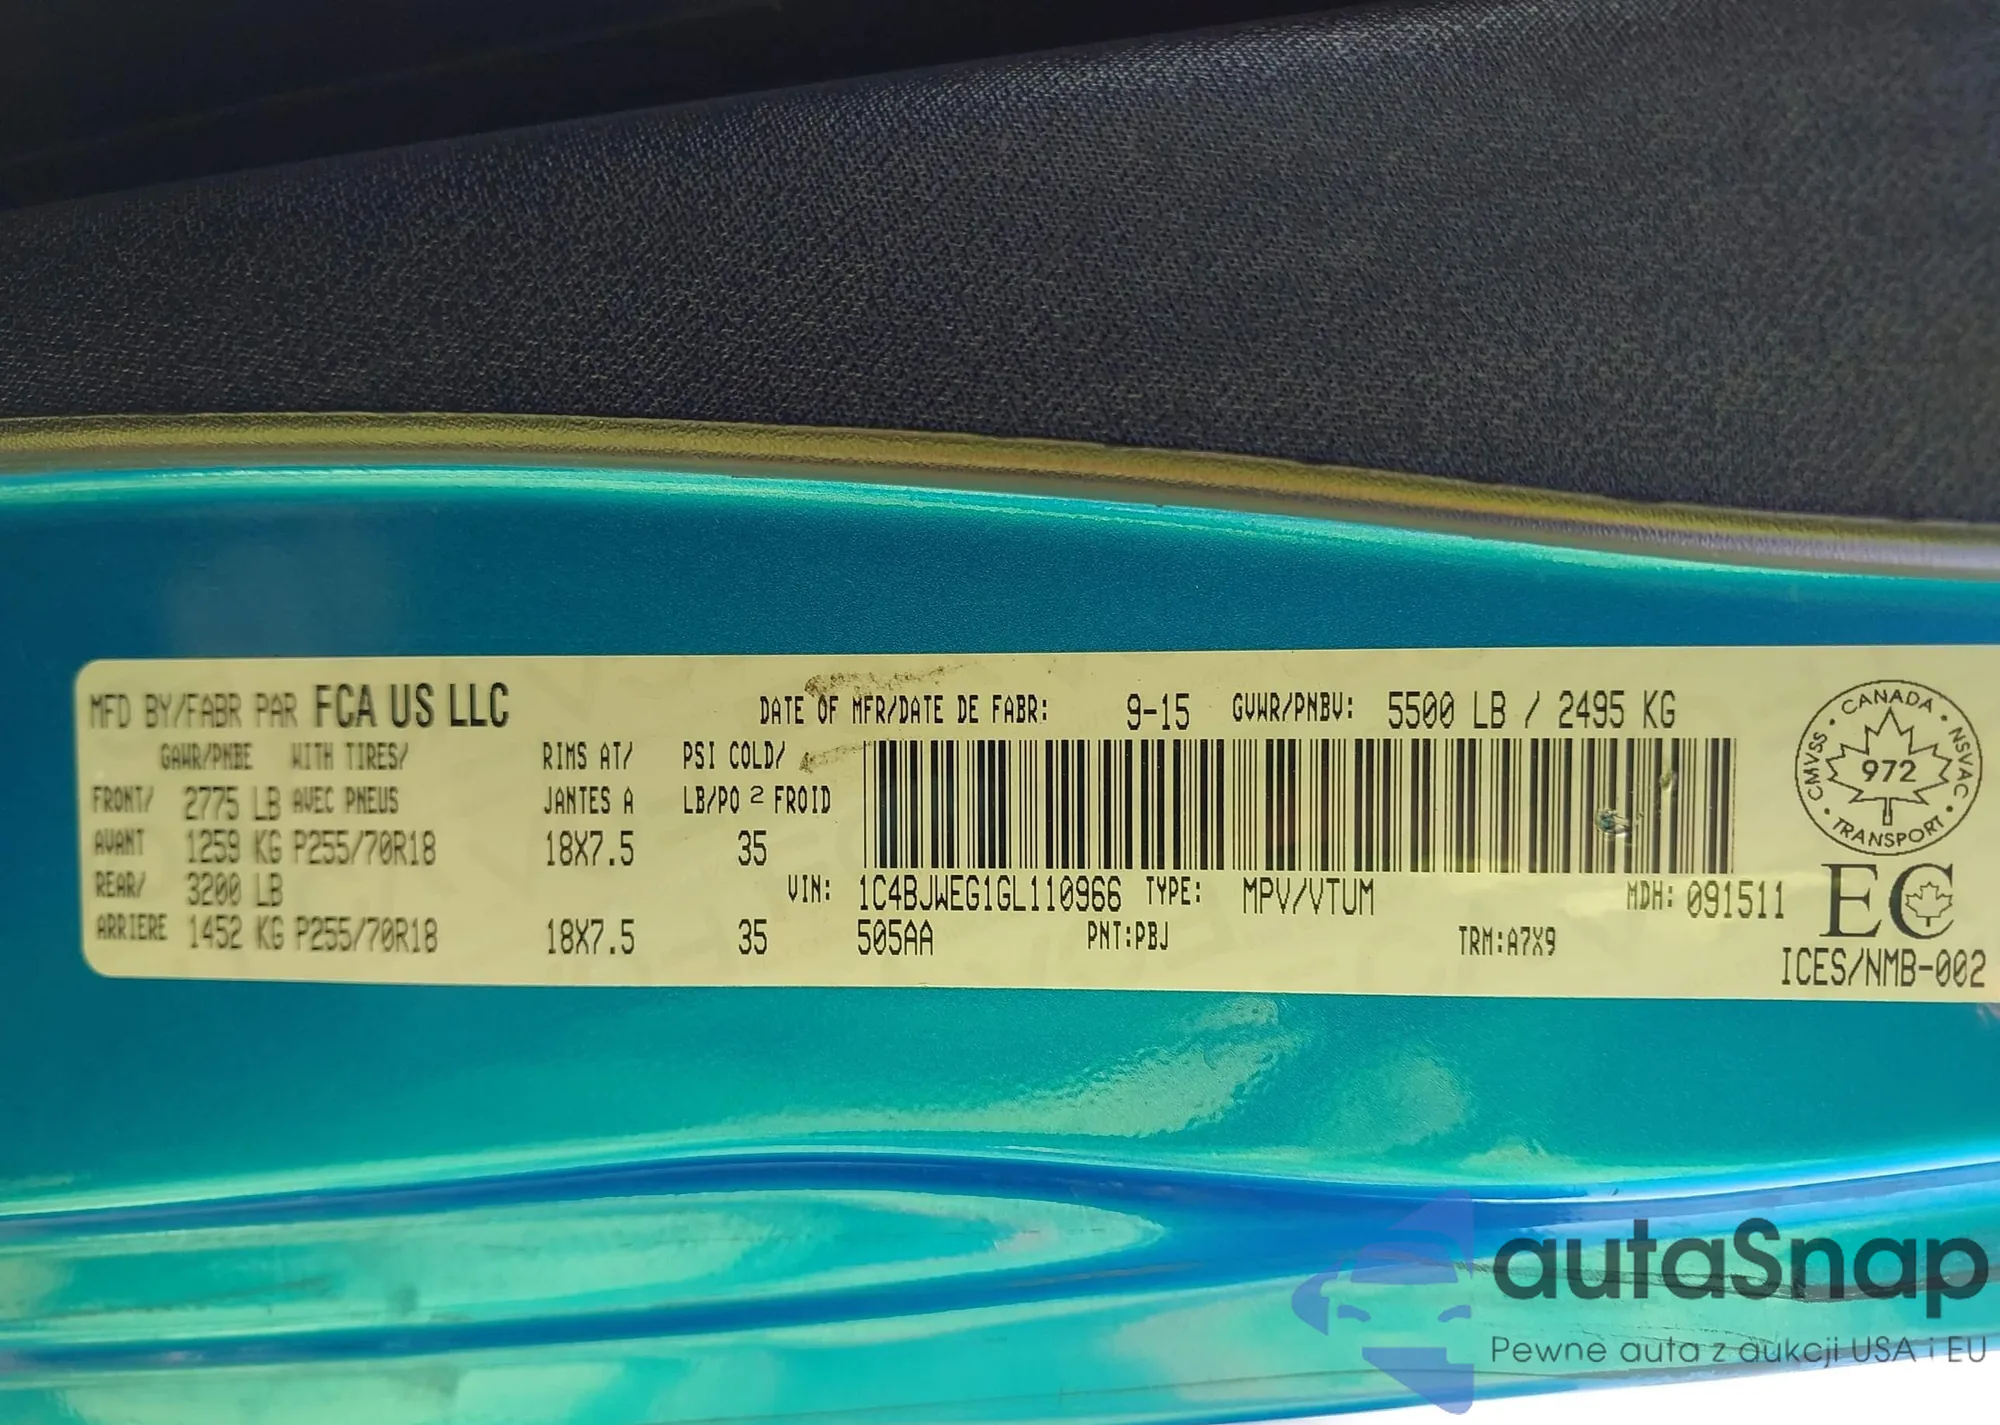 MFD BY/FABR PAR FCA US LLC DATE OF MFR/DATE DE FABR: 9-15 GVWR/PNBV: 5500 LB / 2495 KG
GAWR/PNBE WITH TIRES/ RIMS AT/ PSI COLD/
FRONT/ 2775 LB AVEC PNEUS JANTES A LB/PO 2 FROID
AVANT 1259 KG P255/70R18 18X7.5 35
REAR/ 3200 LB VIN: 1C4BJWEG1GL110966 TYPE: MPV/VTUM MDH: 091511
ARRIERE 1452 KG P255/70R18 18X7.5 35 505AA PNT:PBJ TRM:A7X9
CANADA
CMVSS
NSVAC
972
TRANSPORT
EC
ICES/NMB-002
autaSnap
Pewne auta z aukcji USA i EU